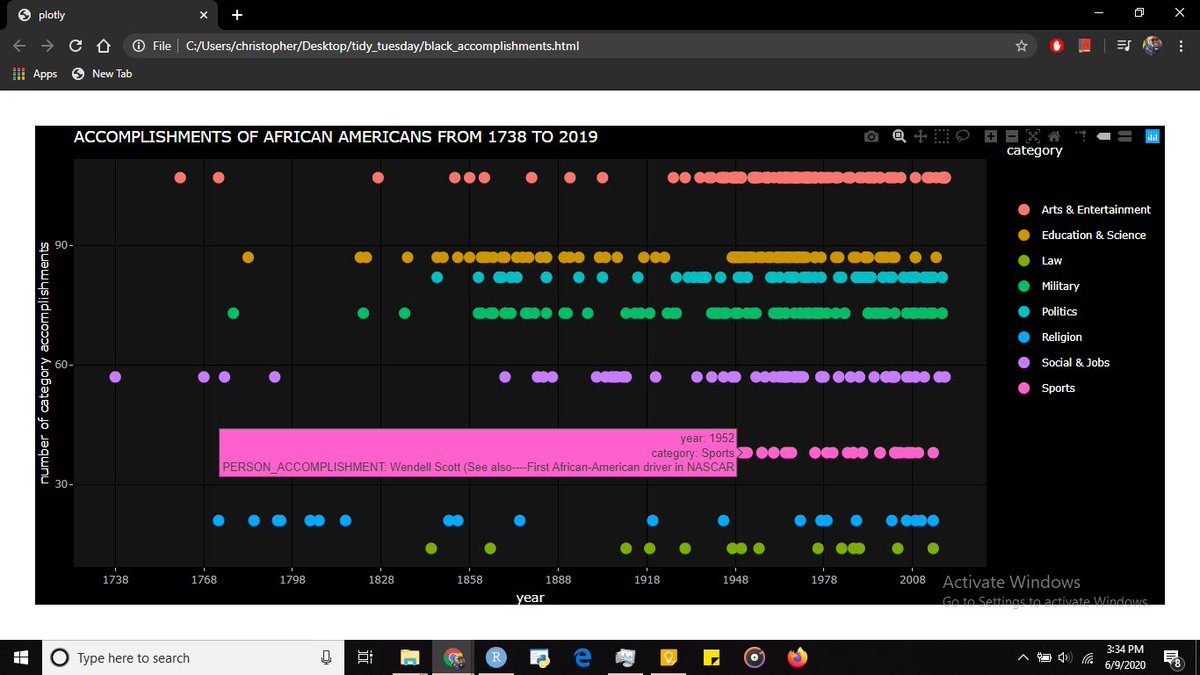 plotly
File
C:/Users/christopher/Desktop/tidy_tuesday/black_accomplishments.html
Apps
New Tab
ACCOMPLISHMENTS OF AFRICAN AMERICANS FROM 1738 TO 2019
category
Arts & Entertainment
Education & Science
Law
Military
Politics
Religion
Social & Jobs
Sports
number of category accomplishments
90
60
30
year: 1952
category: Sports
PERSON_ACCOMPLISHMENT: Wendell Scott (See also----First African-American driver in NASCAR
1738 1768 1798 1828 1858 1888 1918 1948 1978 2008
year
Activate Windows
Go to Settings to activate Windows.
Type here to search
3:34 PM
6/9/2020
8